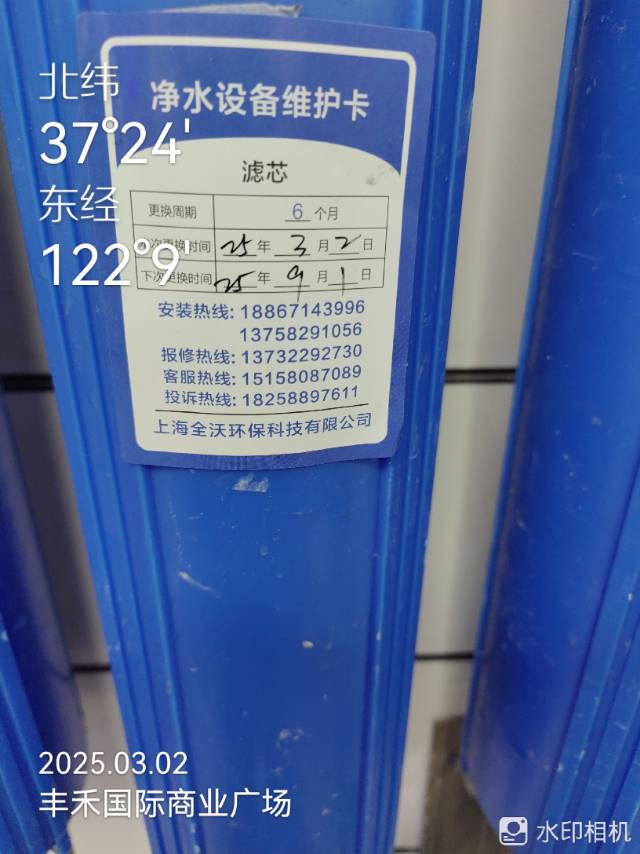 北纬
37°24'
东经
122°9'
净水设备维护卡
滤芯
更换周期 6 个月
次更换时间 25 年 3 月 2 日
下次更换时间 25 年 9 月 1 日
安装热线: 18867143996
13758291056
报修热线: 13732292730
客服热线: 15158087089
投诉热线: 18258897611
上海全沃环保科技有限公司
2025.03.02
丰禾国际商业广场
水印相机